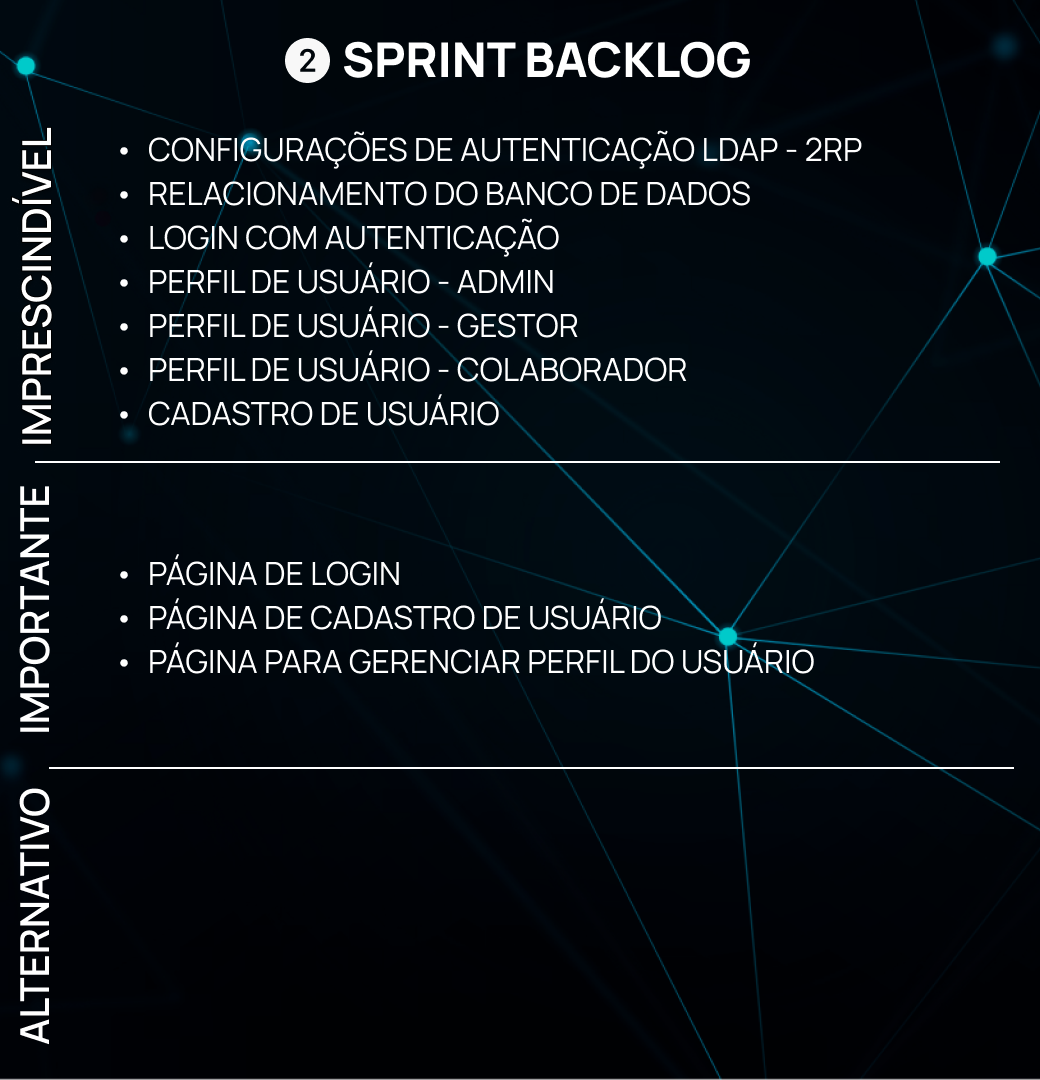 2 SPRINT BACKLOG
IMPRESCINDÍVEL
• CONFIGURAÇÕES DE AUTENTICAÇÃO LDAP - 2RP
• RELACIONAMENTO DO BANCO DE DADOS
• LOGIN COM AUTENTICAÇÃO
• PERFIL DE USUÁRIO - ADMIN
• PERFIL DE USUÁRIO - GESTOR
• PERFIL DE USUÁRIO - COLABORADOR
• CADASTRO DE USUÁRIO
IMPORTANTE
• PÁGINA DE LOGIN
• PÁGINA DE CADASTRO DE USUÁRIO
• PÁGINA PARA GERENCIAR PERFIL DO USUÁRIO
ALTERNATIVO